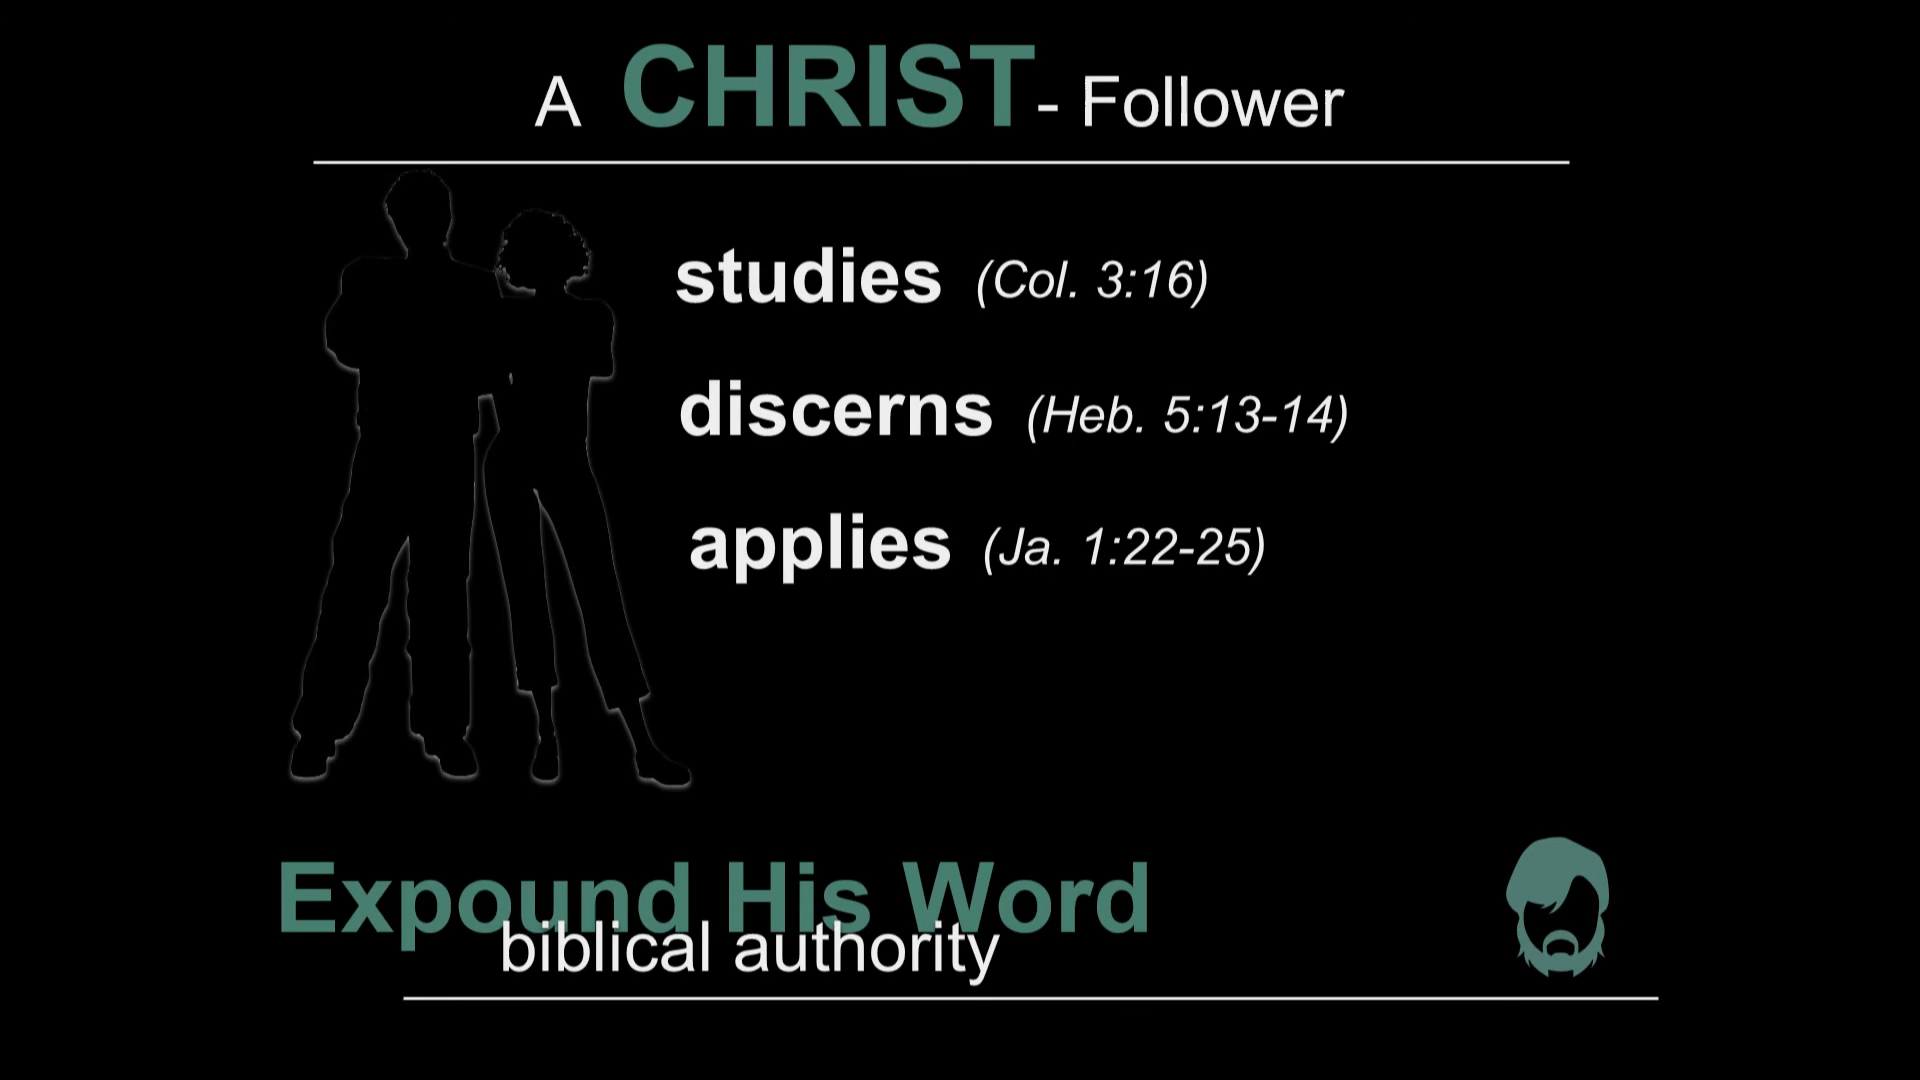 A CHRIST- Follower
studies (Col. 3:16)
discerns (Heb. 5:13-14)
applies (Ja. 1:22-25)
Expound His Word
biblical authority